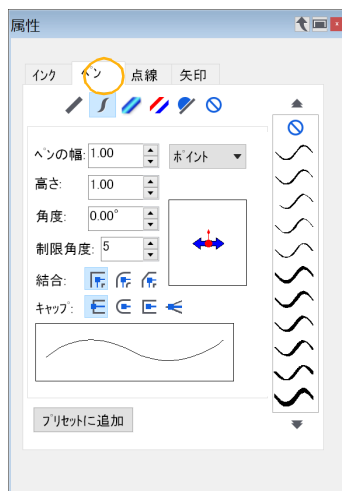 属性
インク ペン 点線 矢印
ペンの幅: 1.00 ポイント
高さ: 1.00
角度: 0.00°
制限角度: 5
結合:
キャップ:
プリセットに追加